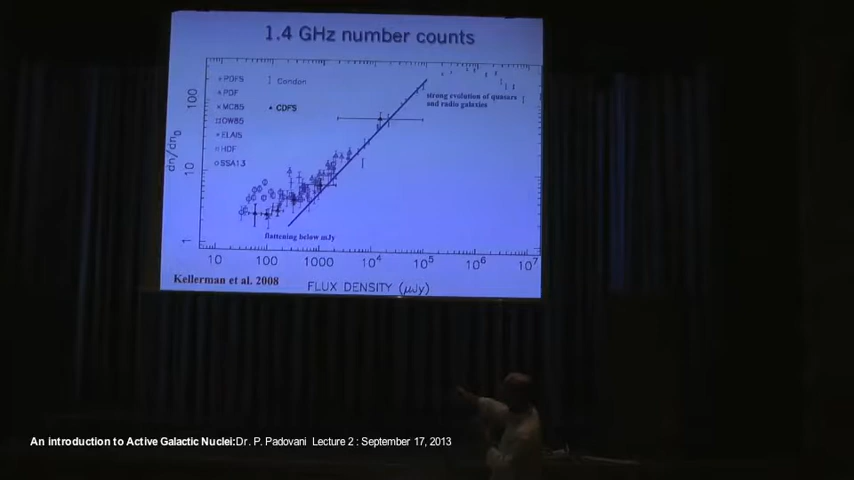 1.4 GHz number counts
PDFS
London
PDF
MC85
CDFS
OW85
ELAIS
HDF
SSA13
strong evolution of quasars
and radio galaxies
flattening below mJy
dn/dn₀
100
10
1
10 100 1000 10⁴ 10⁵ 10⁶ 10⁷
Kellerman et al. 2008
FLUX DENSITY (μJy)
An introduction to Active Galactic Nuclei:Dr. P. Padovani Lecture 2 : September 17, 2013